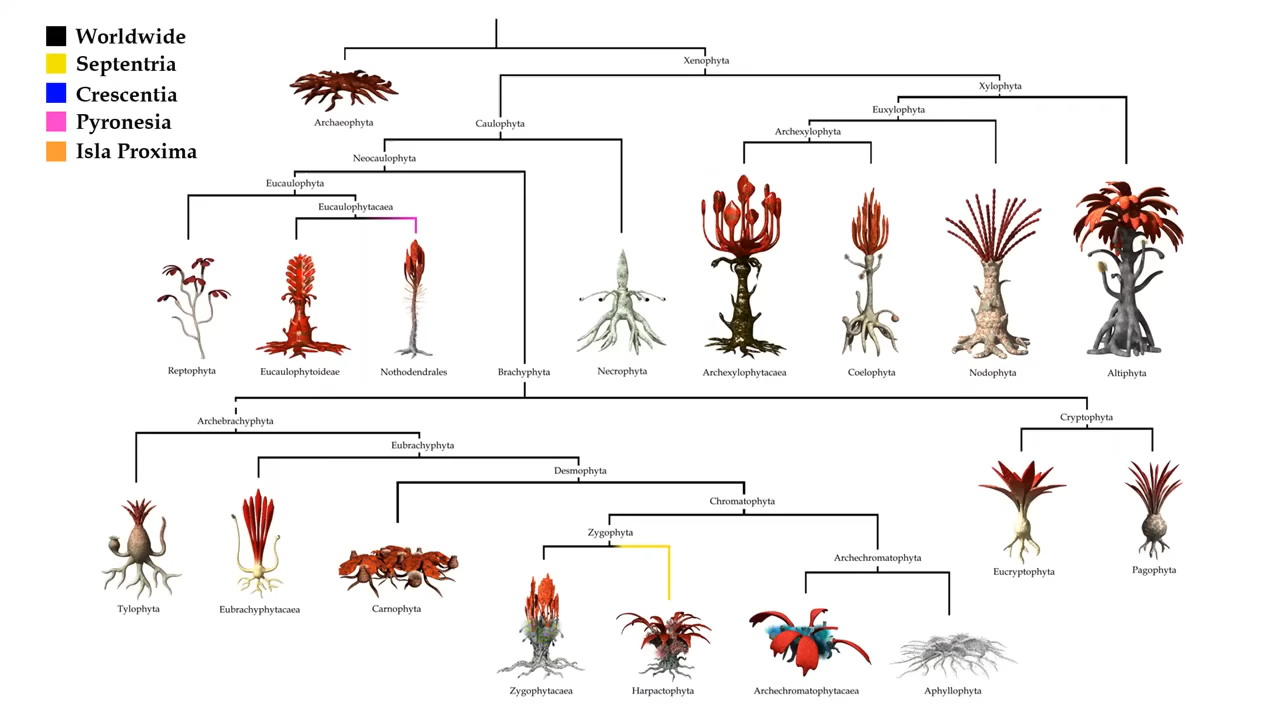 Worldwide
Septentria
Crescentia
Pyronesia
Isla Proxima
Xenophyta
Xylophyta
Archaeophyta
Caulophyta
Euxylophyta
Archexylophyta
Neocaulophyta
Eucaulophyta
Eucaulophytacaea
Reptophyta
Eucaulophytoideae
Nothodendrales
Brachyphyta
Necrophyta
Archexylophytacaea
Coelophyta
Nodophyta
Altiphyta
Archebrachyphyta
Cryptophyta
Eubrachyphyta
Desmophyta
Chromatophyta
Zygophyta
Archechromatophyta
Eucryptophyta
Pagophyta
Tylophyta
Eubrachyphytacaea
Carnophyta
Zygophytacaea
Harpactophyta
Archechromatophytacaea
Aphyllophyta